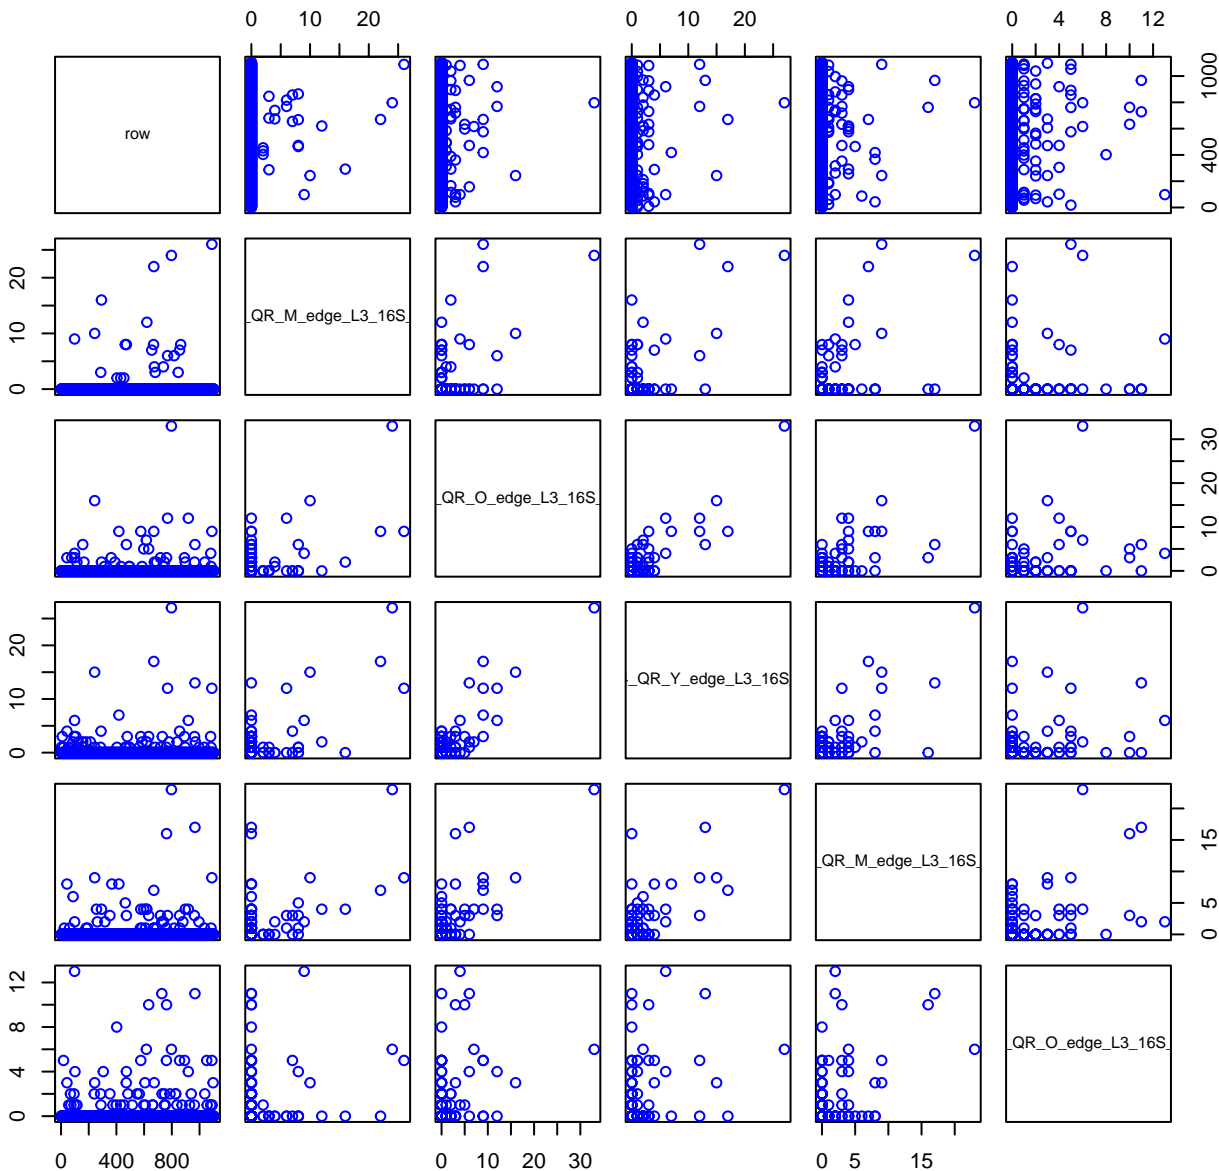 0 10 20 0 10 20 0 4 8 12
row
0 400 1000
0 10 20
_QR_M_edge_L3_16S_
_QR_O_edge_L3_16S_
0 10 20 30
0 10 20
-_QR_Y_edge_L3_16S_
_QR_M_edge_L3_16S_
0 5 15
0 4 8 12
_QR_O_edge_L3_16S_
0 400 800 0 10 20 30 0 5 15